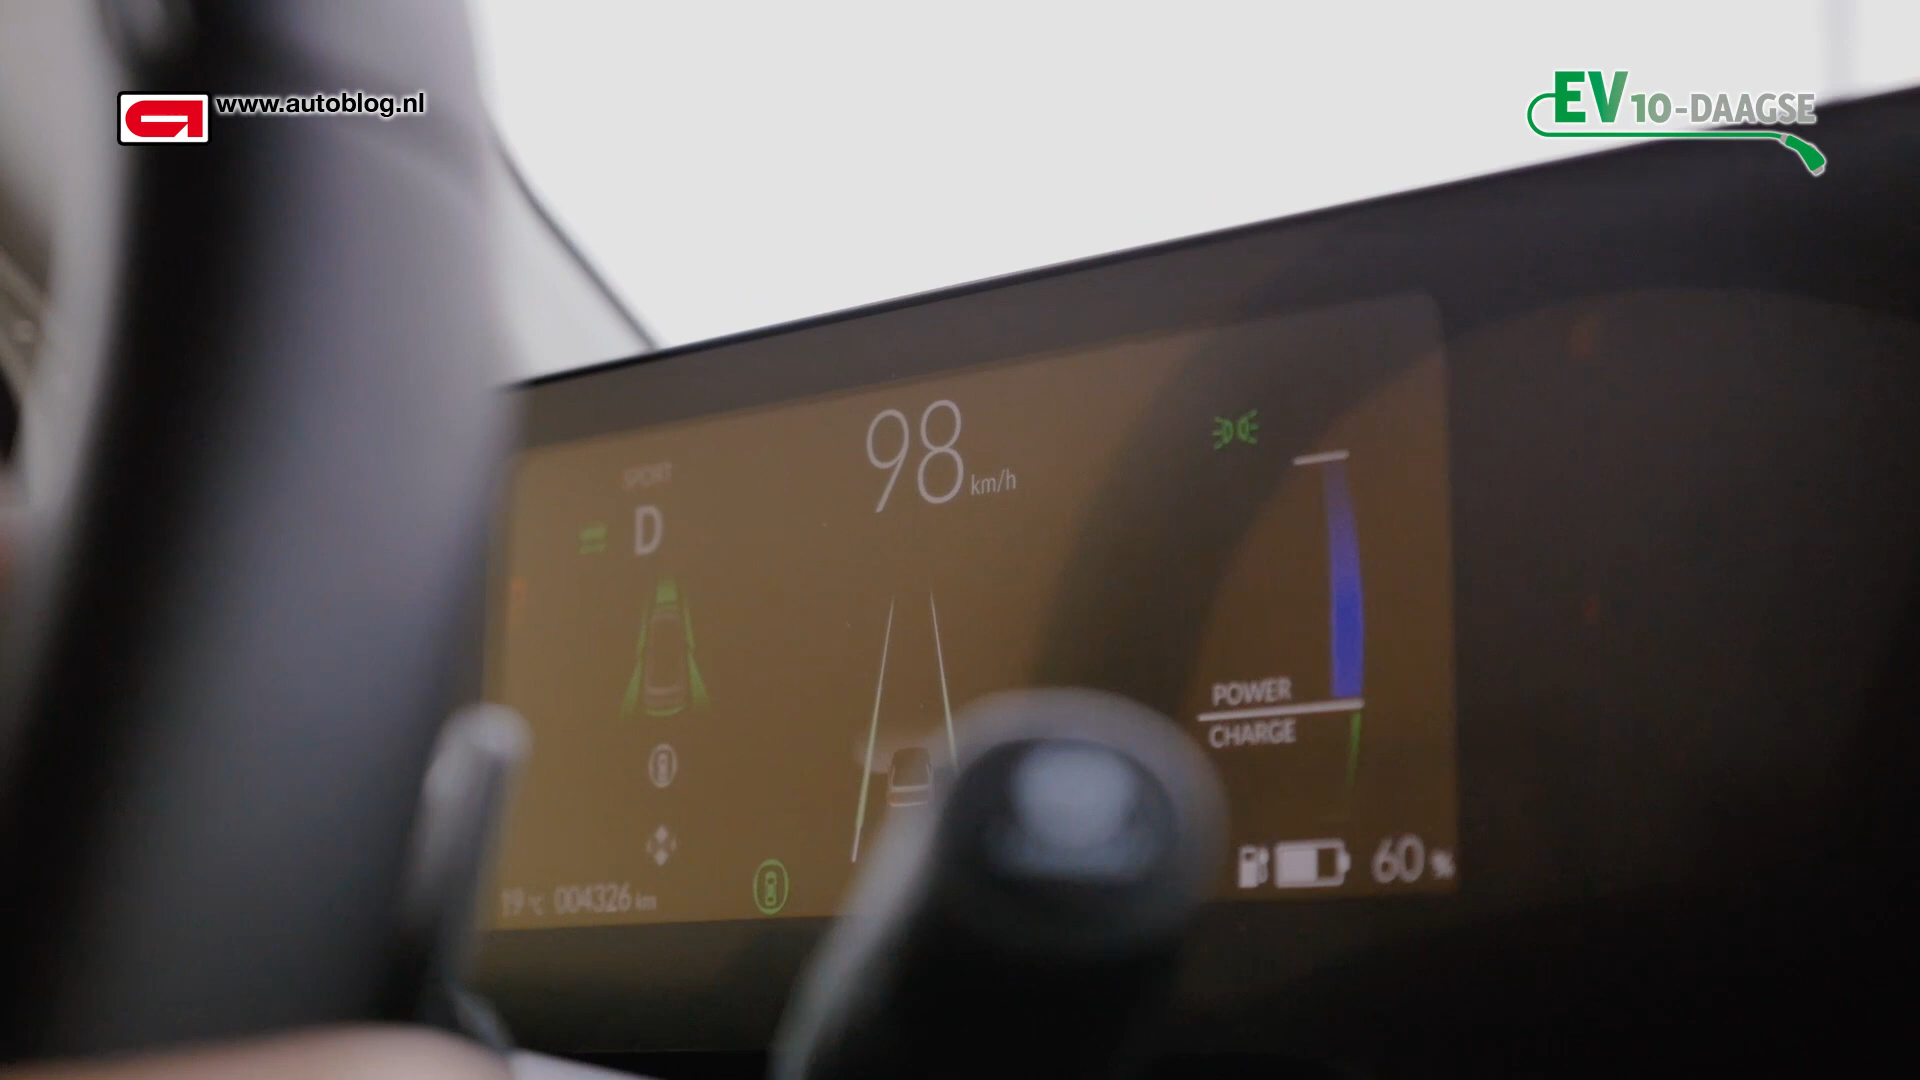 www.autoblog.nl
EV 10-DAAGSE
98 km/h
SPORT
D
POWER
CHARGE
60 %
19 °C 004326 km